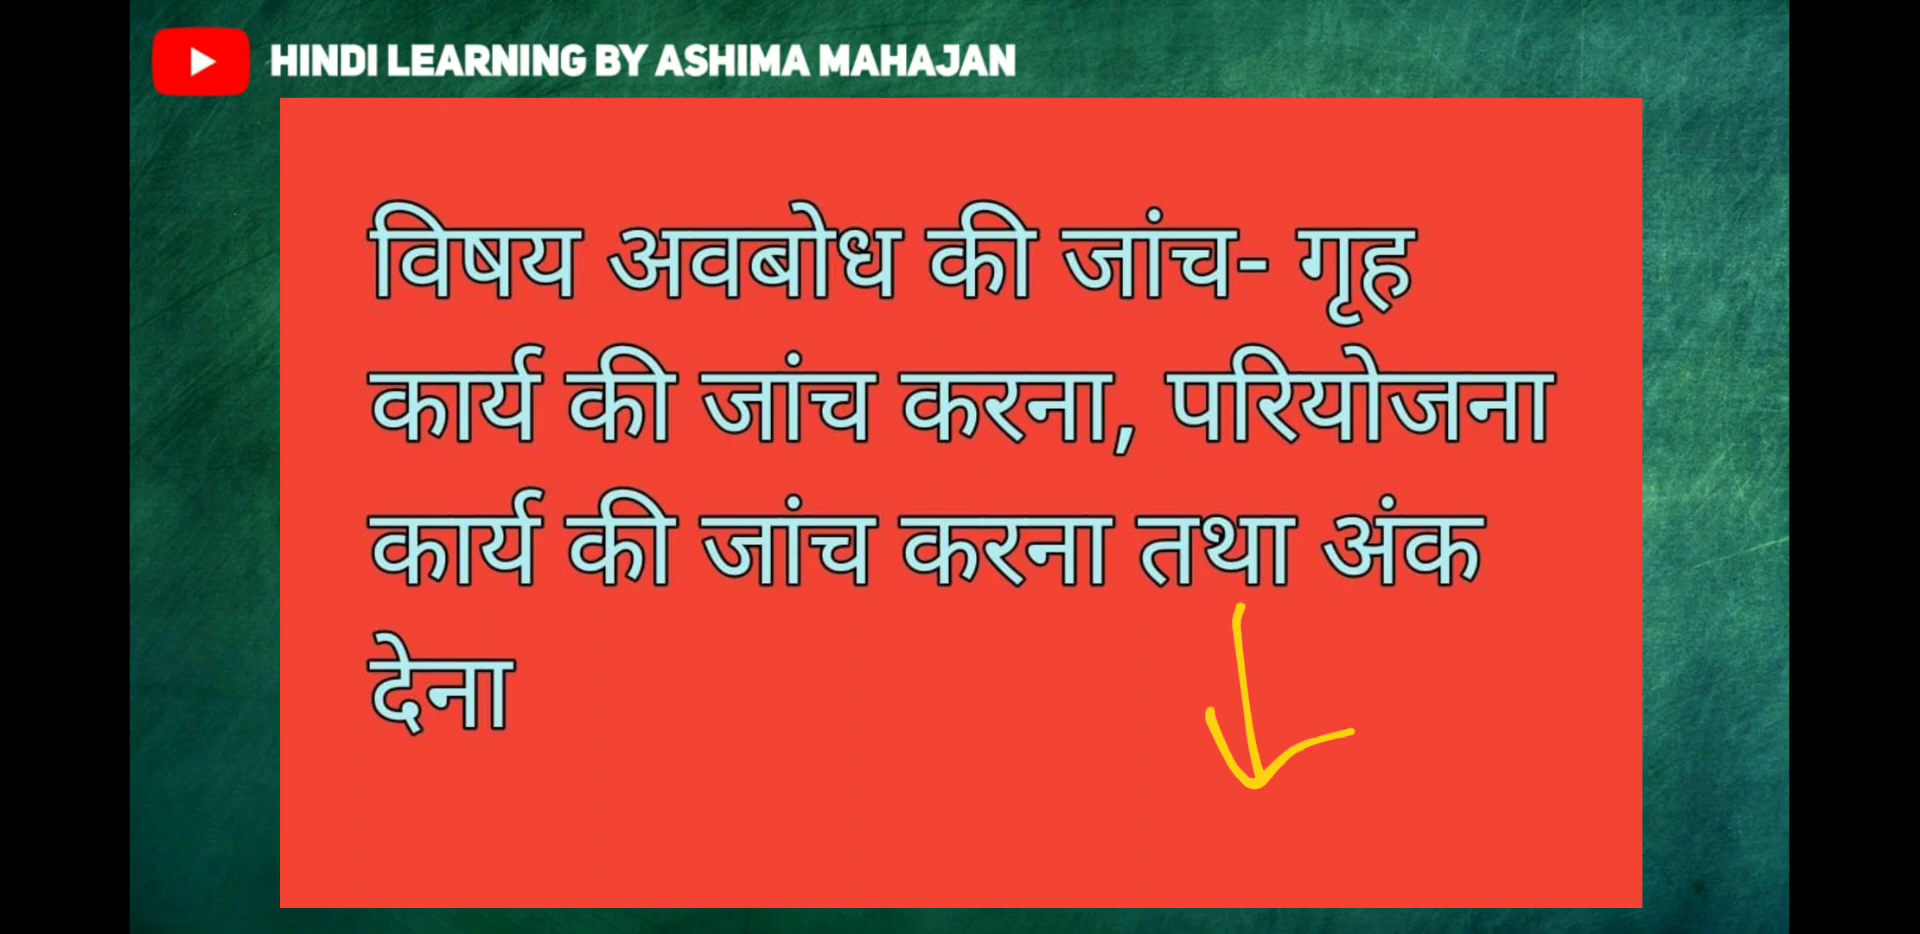 HINDI LEARNING BY ASHIMA MAHAJAN
विषय अवबोध की जांच- गृह
कार्य की जांच करना, परियोजना
कार्य की जांच करना तथा अंक
देना